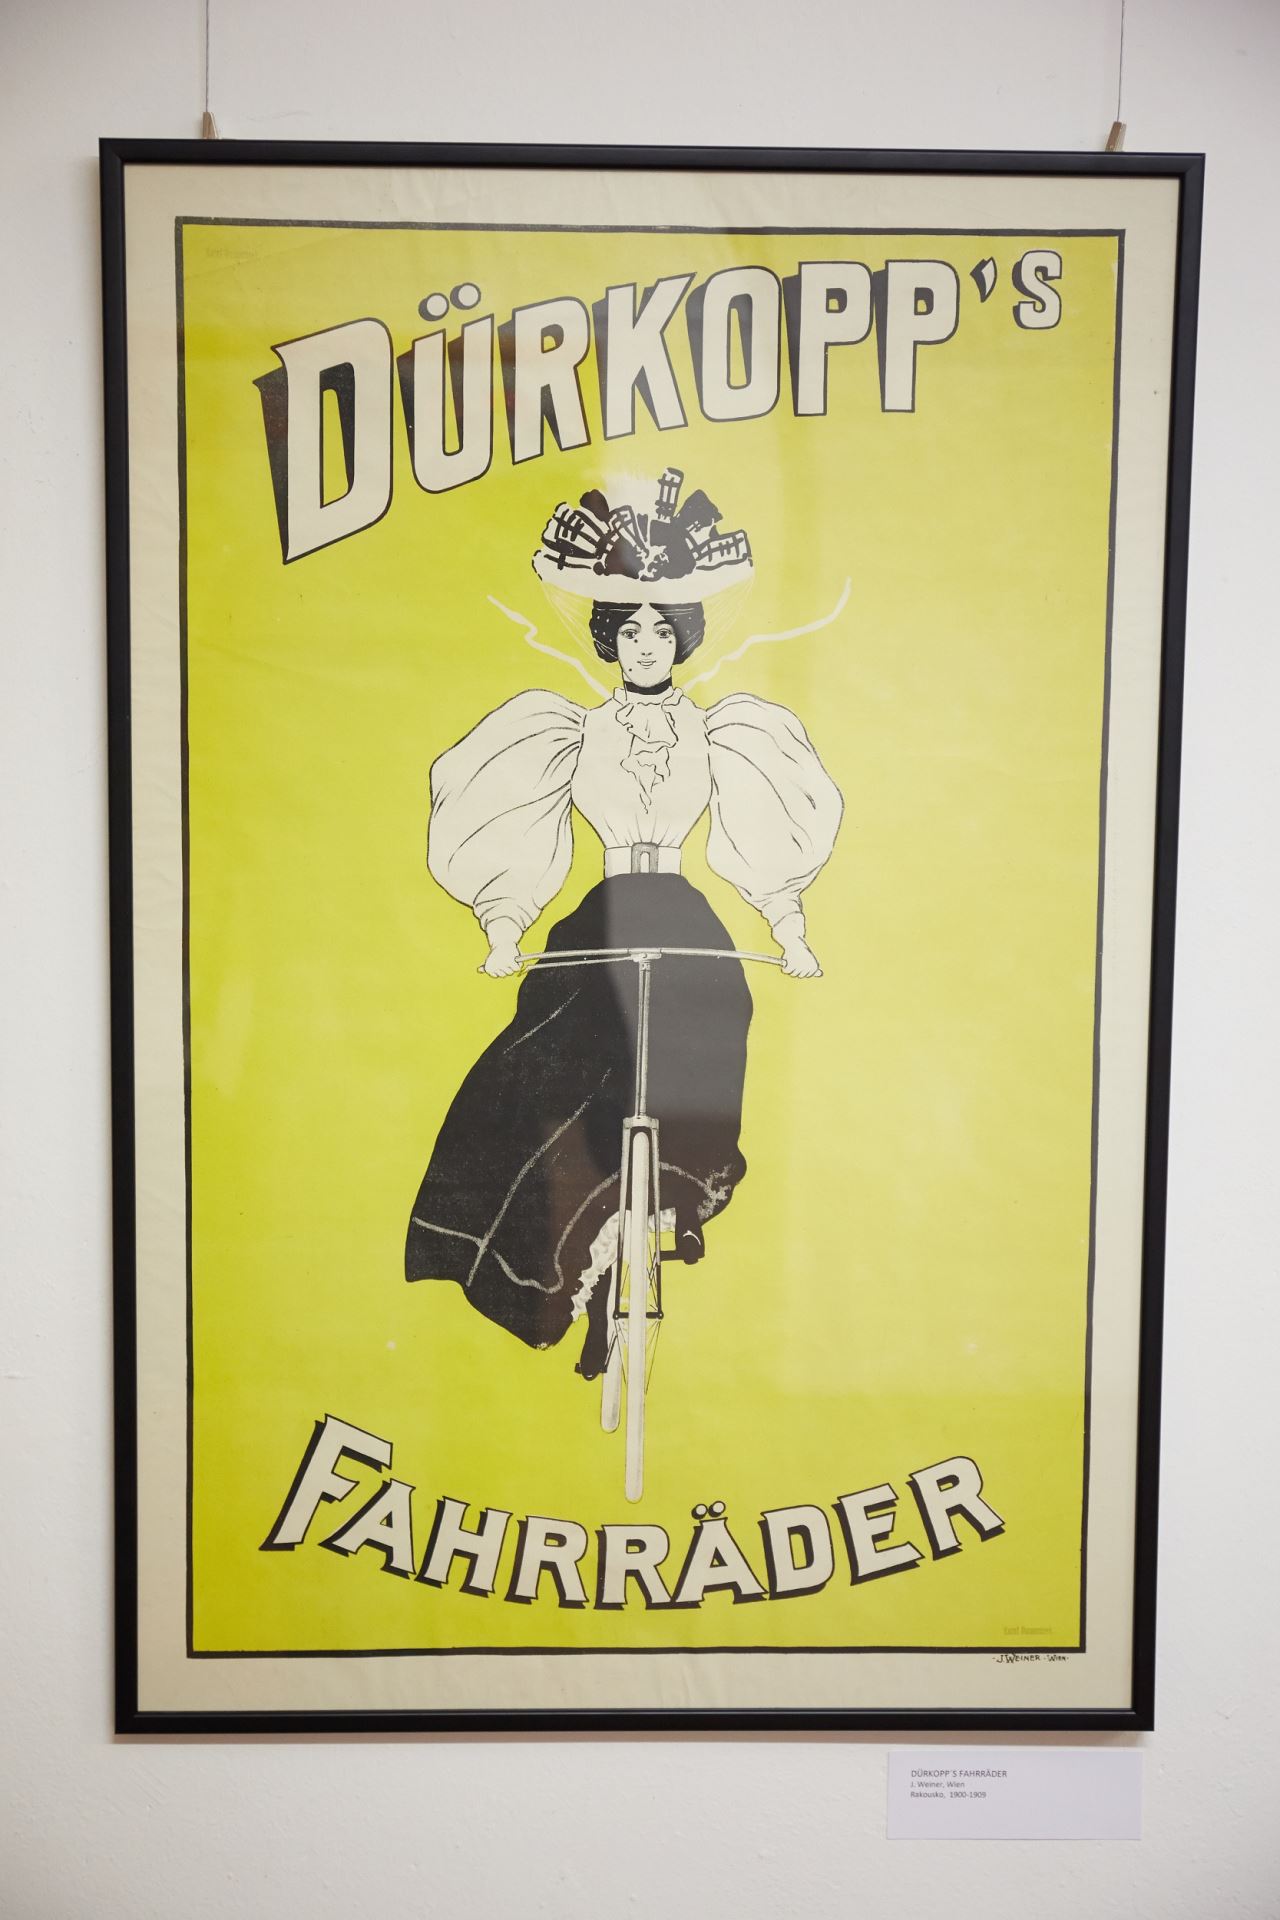 DÜRKOPP'S
FAHRRÄDER
·J. WEINER · WIEN·
DÜRKOPP´S FAHRRÄDER
J. Weiner, Wien
Rakousko, 1900-1909